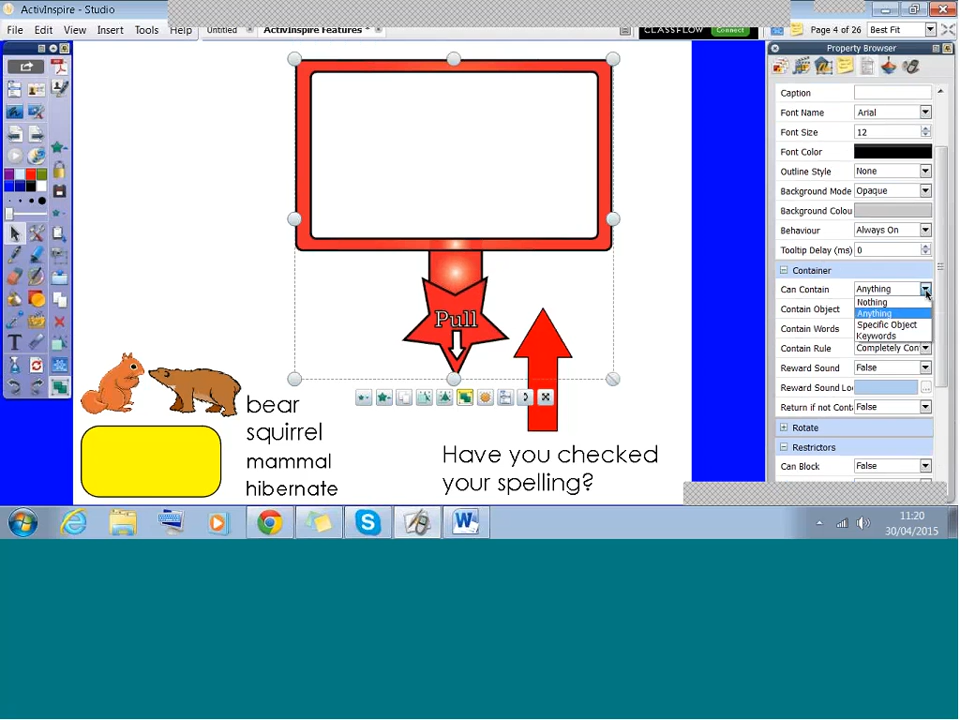 ActivInspire - Studio
File Edit View Insert Tools Help Untitled ActivInspire Features * CLASSFLOW Connect Page 4 of 26 Best Fit
Property Browser
Caption
Font Name Arial
Font Size 12
Font Color
Outline Style None
Background Mode Opaque
Background Colou
Behaviour Always On
Tooltip Delay (ms) 0
Container
Can Contain Anything
Nothing
Anything
Specific Object
Keywords
Contain Object
Contain Words
Contain Rule Completely Con
Reward Sound False
Reward Sound Lo ...
Return if not Cont False
Rotate
Restrictors
Can Block False
Pull
bear
squirrel
mammal
hibernate
Have you checked
your spelling?
11:20
30/04/2015